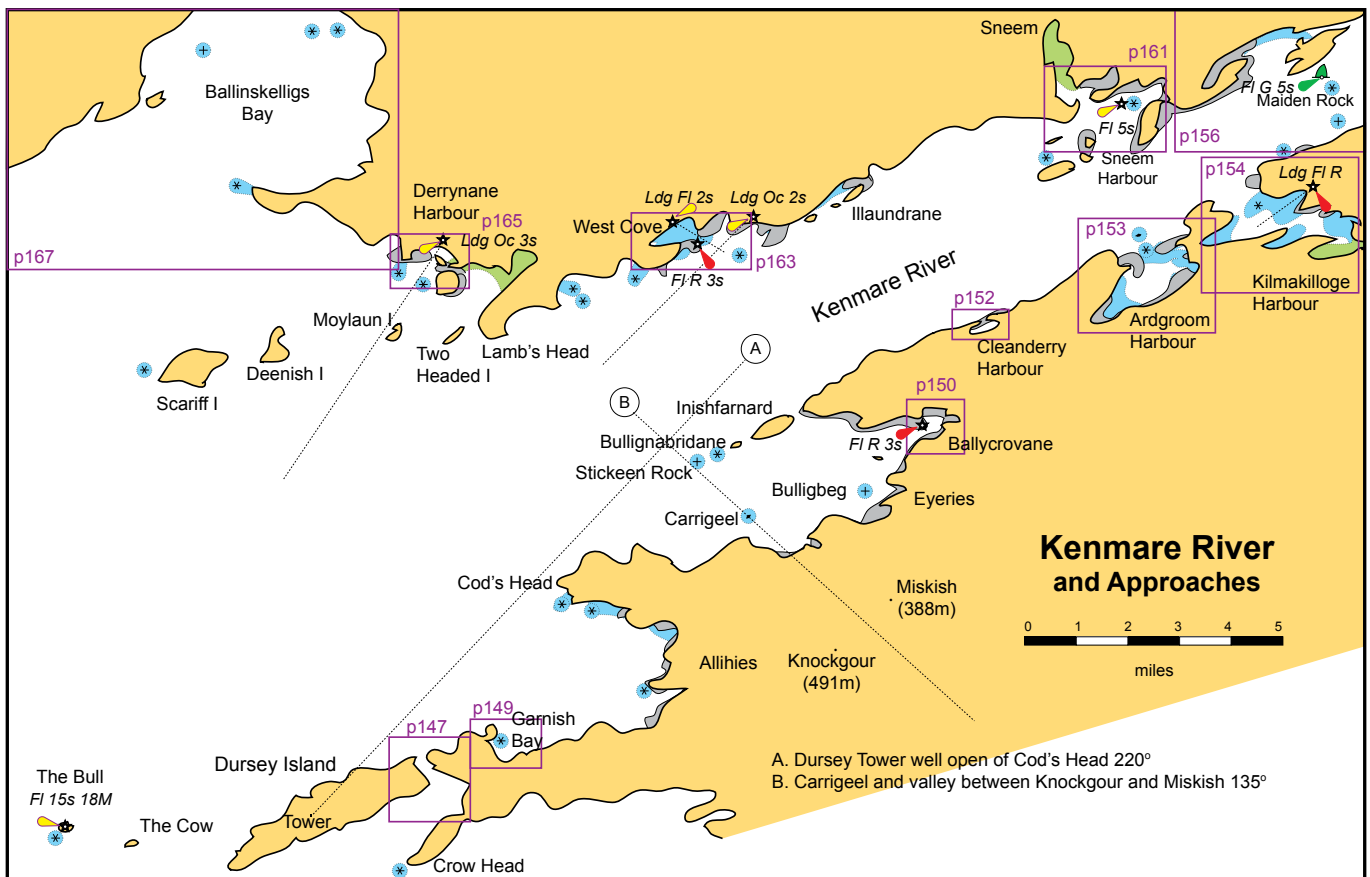 Sneem
p161
Ballinskelligs
Bay
Fl G 5s
Maiden Rock
Fl 5s
p156
Sneem
Harbour
p154
Ldg Fl R
Derrynane
Harbour
p165
Ldg Oc 3s
Ldg Fl 2s
Ldg Oc 2s
West Cove
Illaundrane
p153
p167
p163
Fl R 3s
Kenmare River
Kilmakilloge
Harbour
p152
Ardgroom
Harbour
Moylaun I
Two
Headed I
Lamb's Head
Cleanderry
Harbour
Deenish I
A
Scariff I
B
Inishfarnard
p150
Bullignabridane
Fl R 3s
Ballycrovane
Stickeen Rock
Bulligbeg
Eyeries
Carrigeel
Kenmare River
and Approaches
Cod's Head
Miskish
(388m)
0 1 2 3 4 5
miles
Allihies
Knockgour
(491m)
p149
p147
Garnish
Bay
Dursey Island
A. Dursey Tower well open of Cod's Head 220º
B. Carrigeel and valley between Knockgour and Miskish 135º
The Bull
Fl 15s 18M
The Cow
Tower
Crow Head